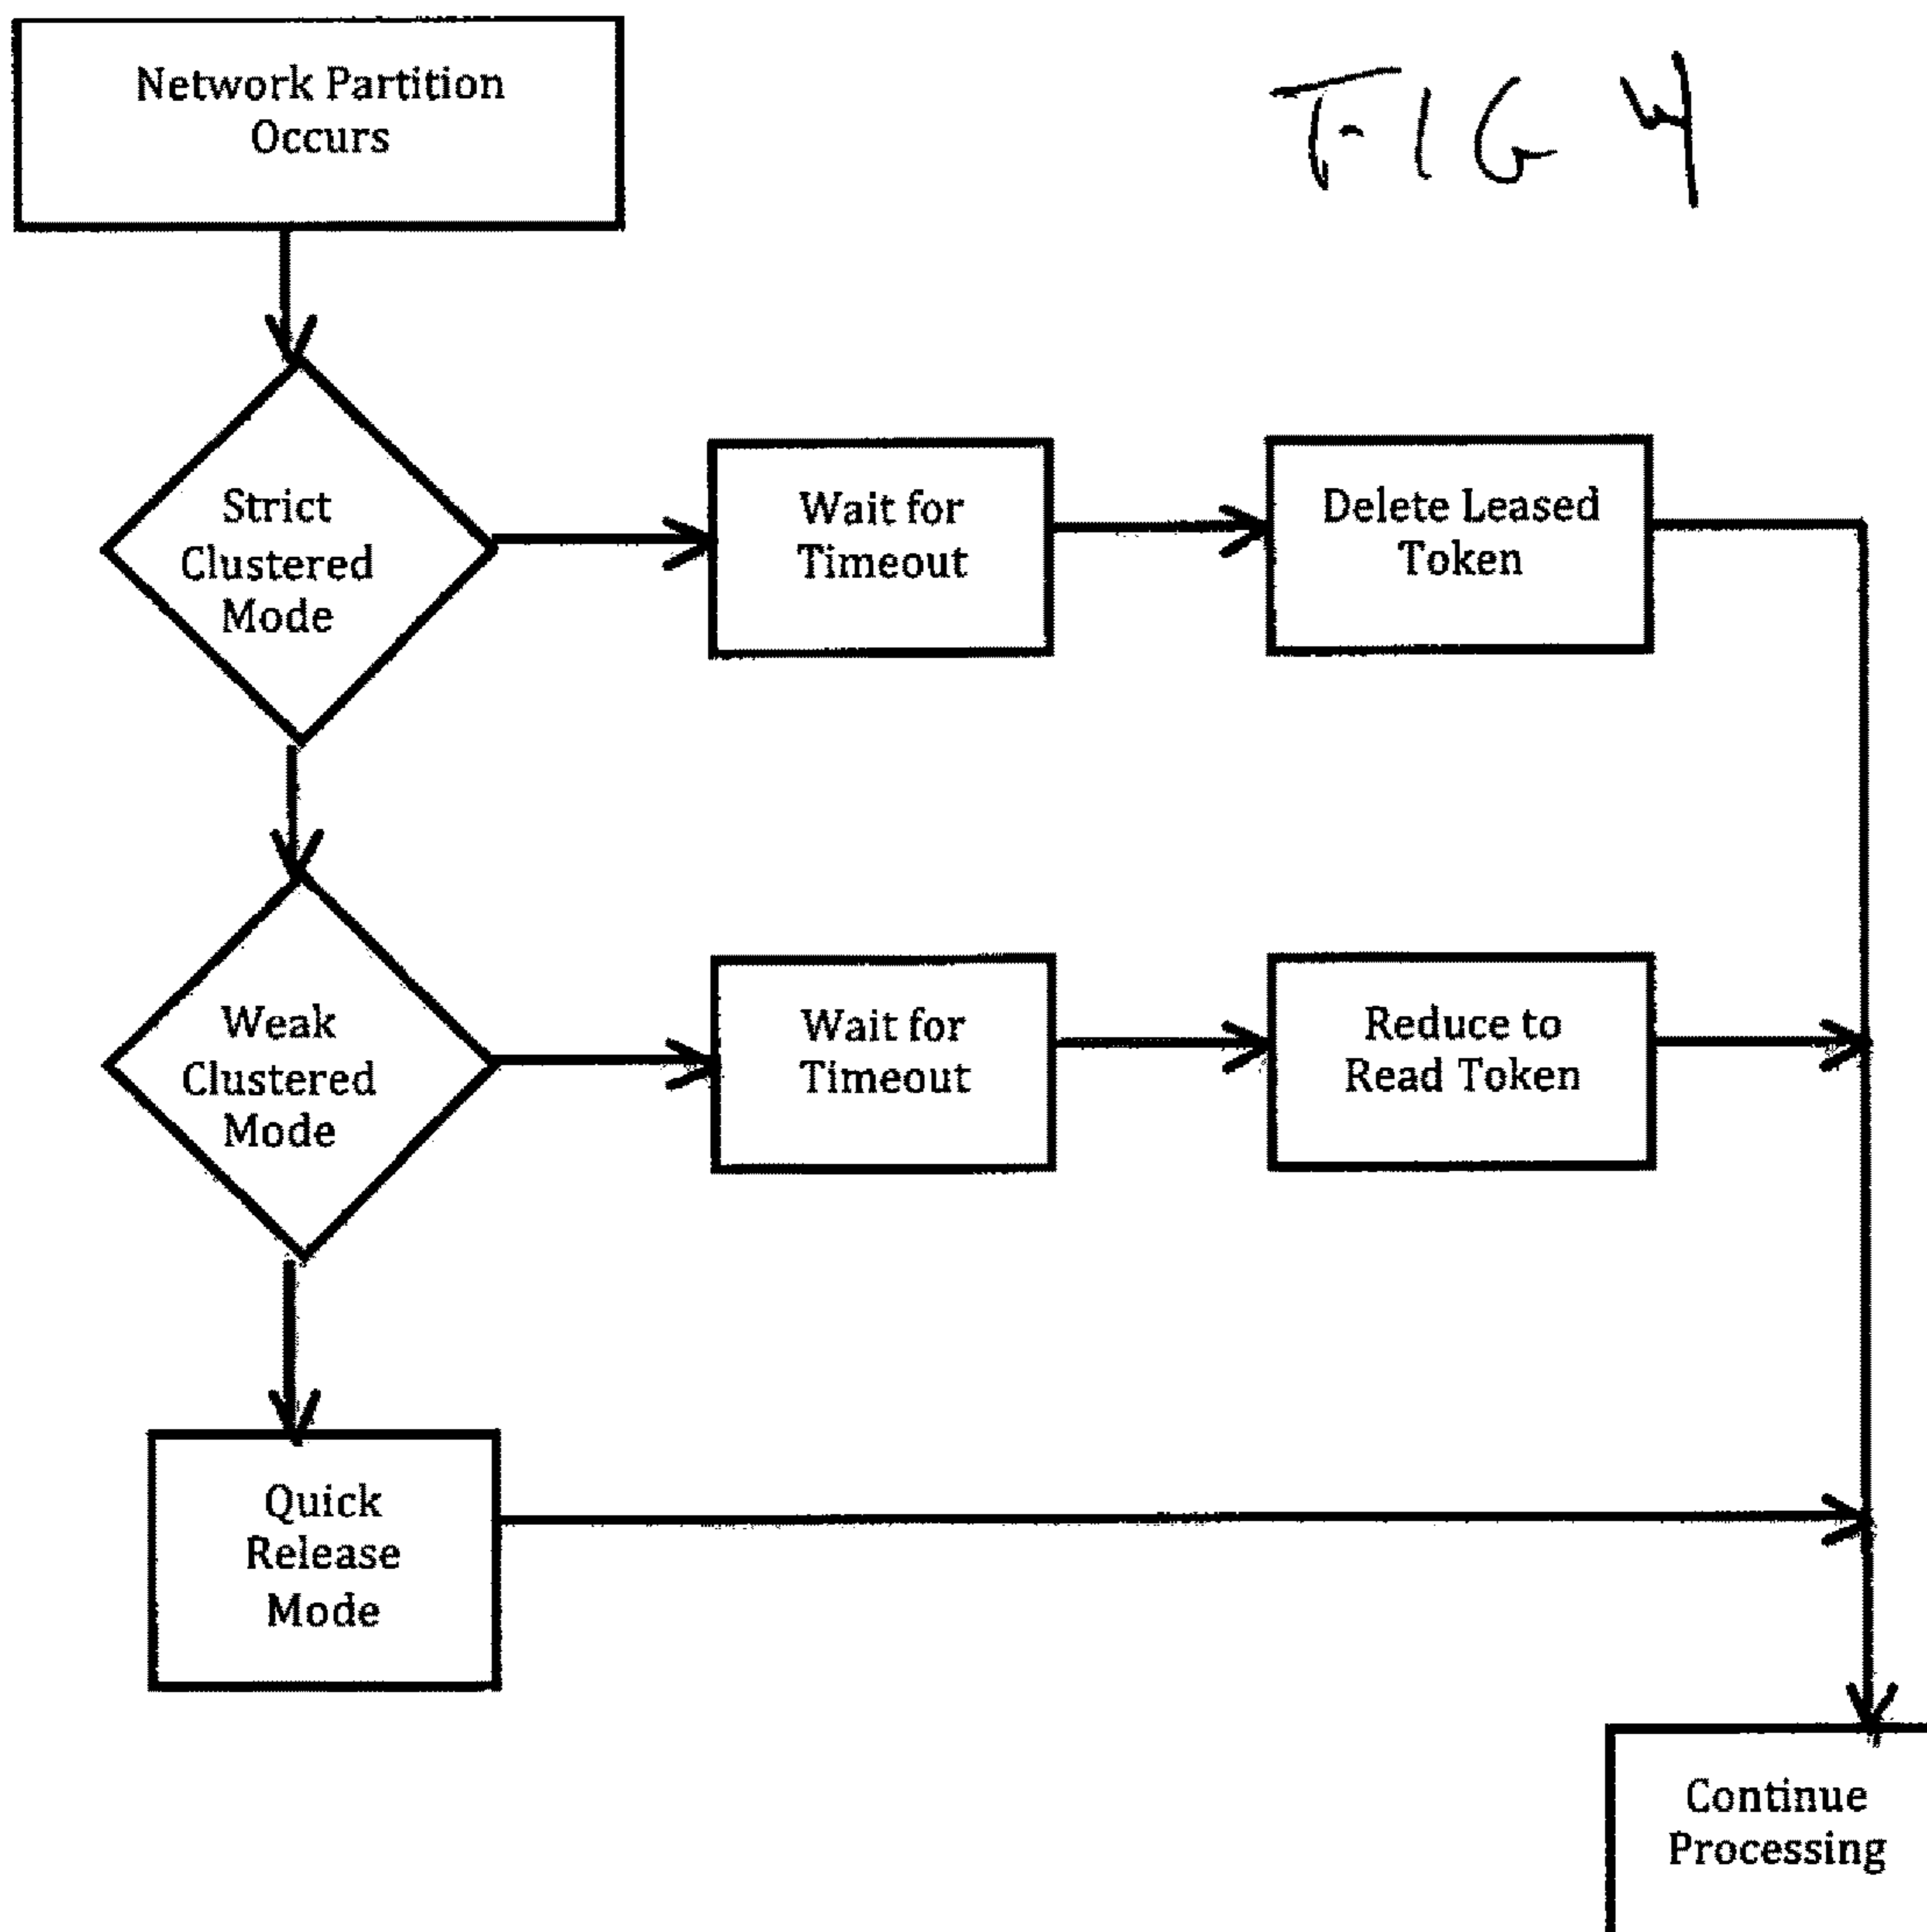 Network Partition
Occurs
FIG 4
Strict
Clustered
Mode
Wait for
Timeout
Delete Leased
Token
Weak
Clustered
Mode
Wait for
Timeout
Reduce to
Read Token
Quick
Release
Mode
Continue
Processing